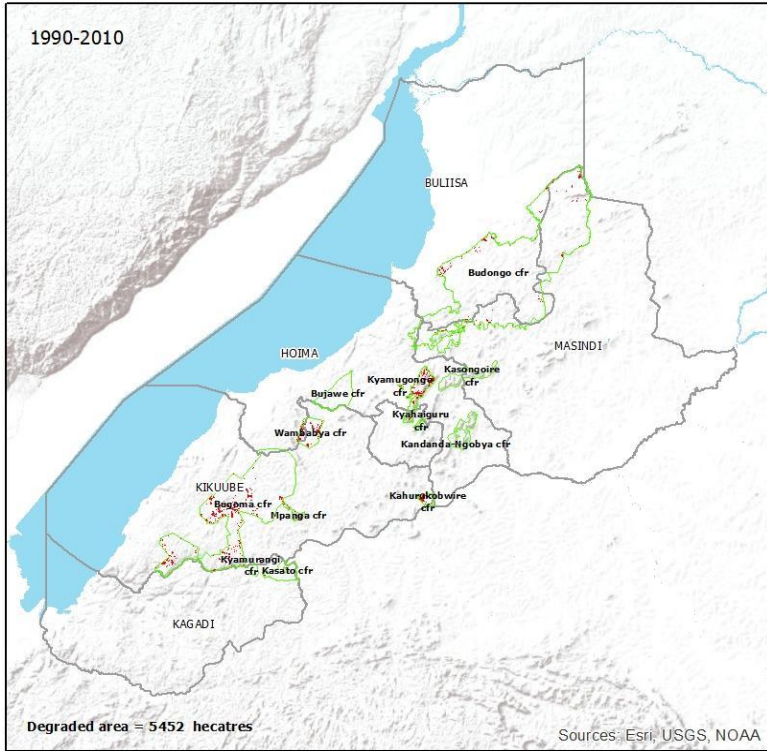 1990-2010
BULIISA
Budongo cfr
MASINDI
HOIMA
Kasongoire
cfr
Kyamugongo
cfr
Bujawe cfr
Kyahaiguru
cfr
Wambabya cfr
Kandanda-Ngobya cfr
KIKUUBE
Kahurukobwire
cfr
Bugoma cfr
Mpanga cfr
Kyamurangi
cfr
Kasato cfr
KAGADI
Degraded area = 5452 hecatres
Sources: Esri, USGS, NOAA